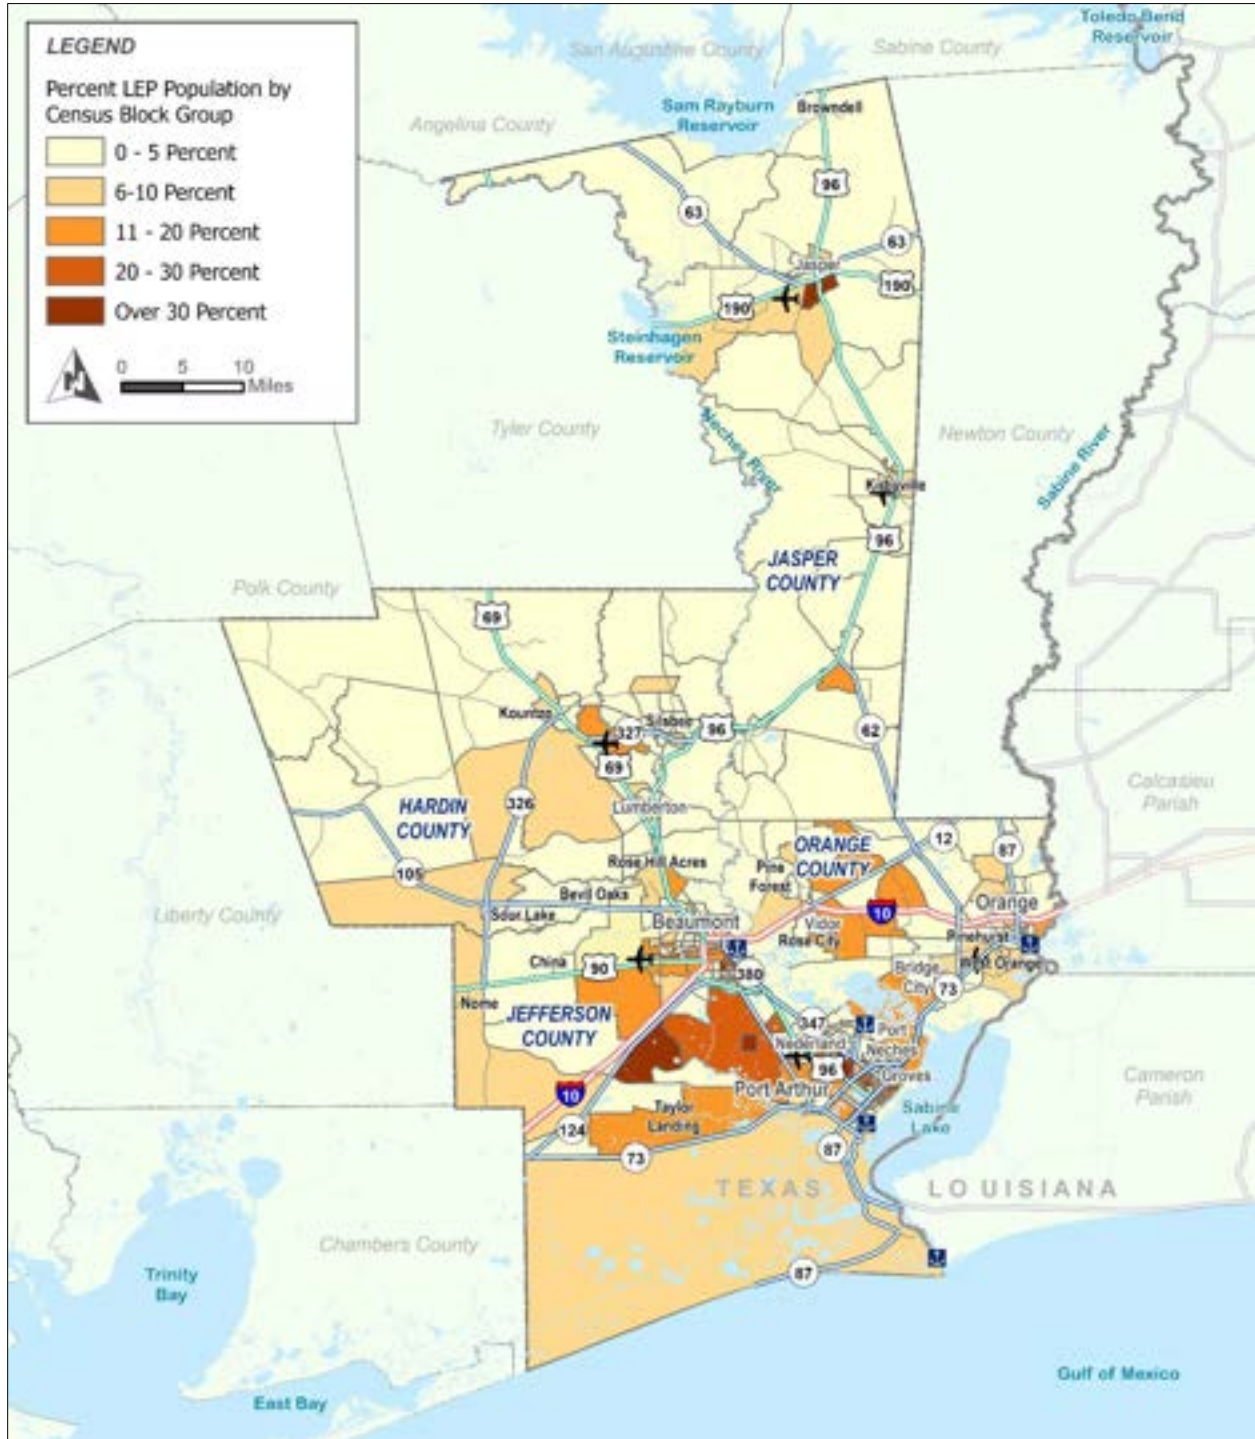 LEGEND
Percent LEP Population by
Census Block Group
0 - 5 Percent
6-10 Percent
11 - 20 Percent
20 - 30 Percent
Over 30 Percent
N
0 5 10
Miles
Toledo Bend
Reservoir
San Augustine County
Sabine County
Sam Rayburn
Reservoir
Browndell
Angelina County
96
63
63
Jasper
190
190
Steinhagen
Reservoir
Tyler County
Neches River
Newton County
Sabine River
Kirbyville
96
JASPER
COUNTY
Polk County
69
Kountze
Silsbee
327
96
62
69
Calcasieu
Parish
HARDIN
COUNTY
326
Lumberton
ORANGE
COUNTY
12
87
105
Rose Hill Acres
Pine
Forest
Bevil Oaks
Orange
Liberty County
Sour Lake
Beaumont
10
Vidor
Rose City
Pinehurst
West Orange
China
90
380
Bridge
City
73
Nome
JEFFERSON
COUNTY
347
Port
Neches
Nederland
96
Groves
Port Arthur
10
Cameron
Parish
Taylor
Landing
Sabine
Lake
124
73
87
TEXAS
LOUISIANA
Chambers County
87
Trinity
Bay
Gulf of Mexico
East Bay